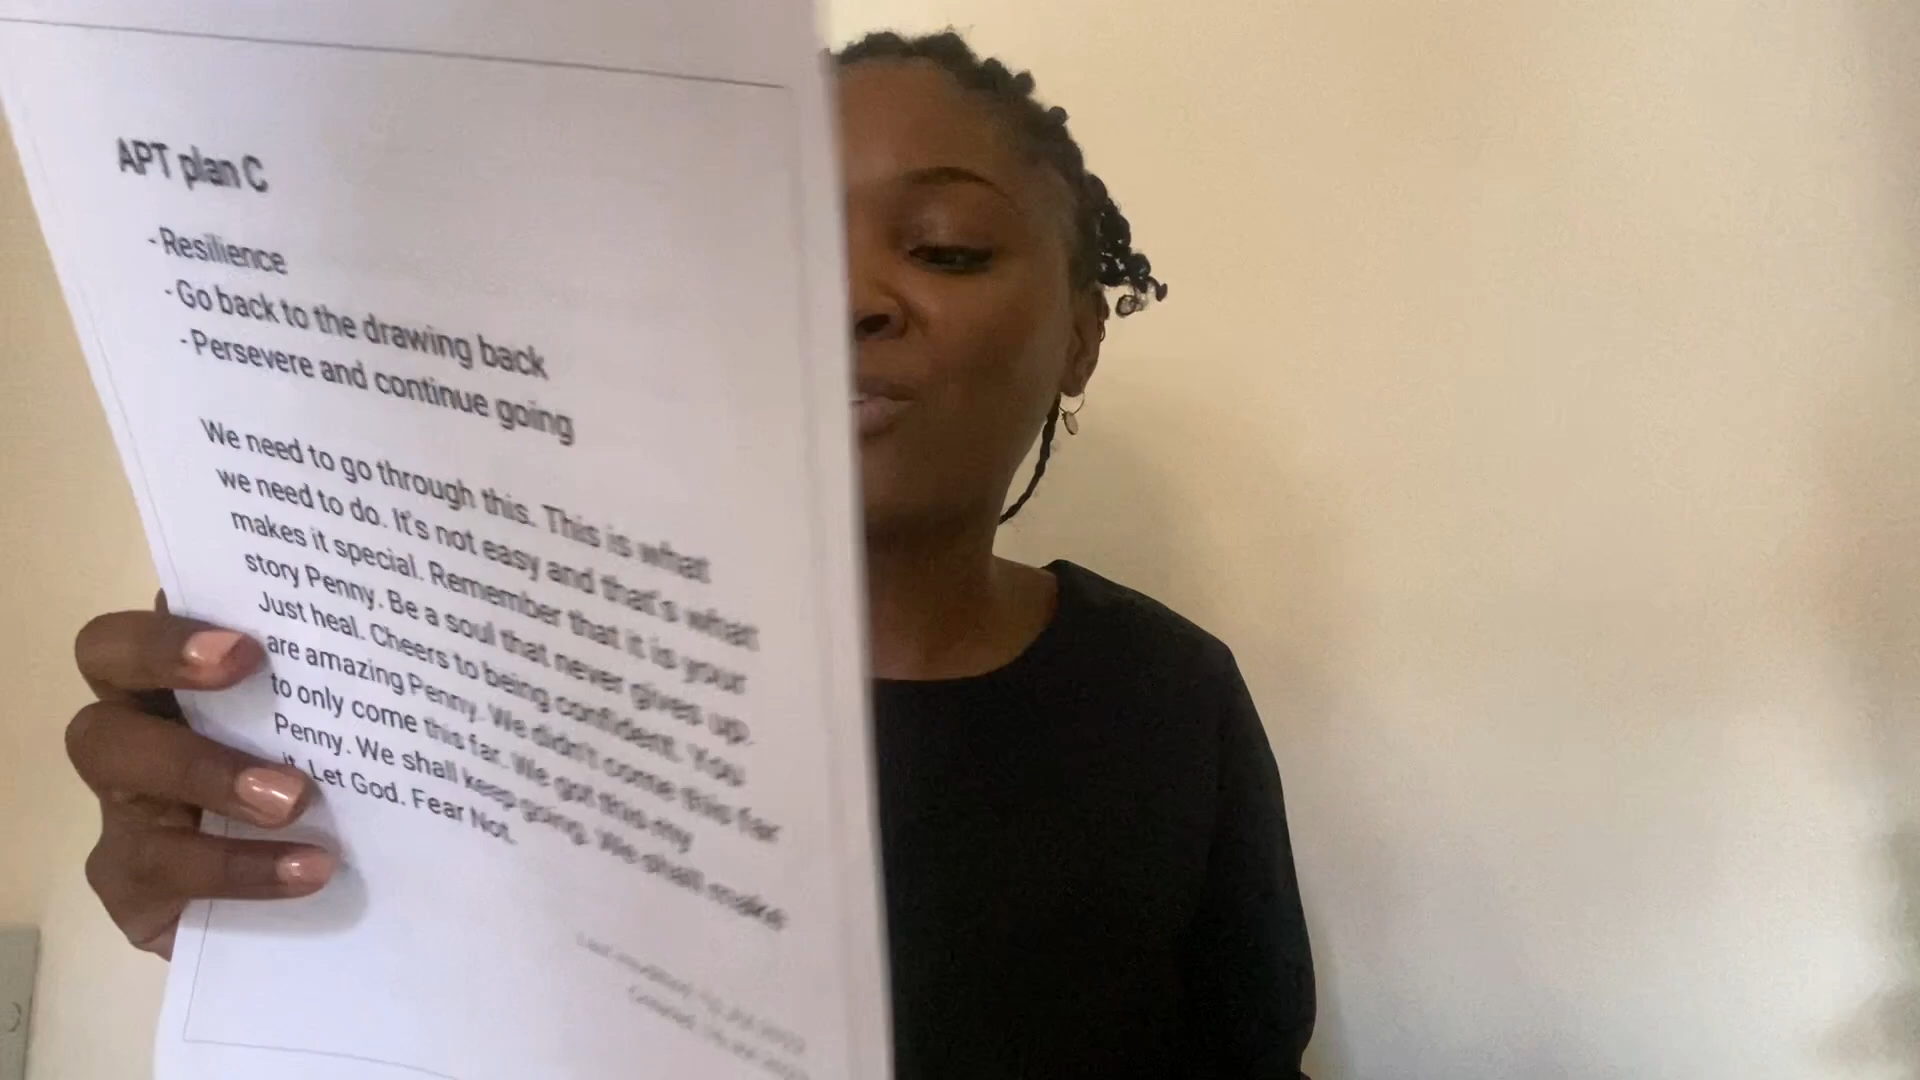 APT plan C
-Resilience
-Go back to the drawing back
-Persevere and continue going
We need to go through this. This is what
we need to do. It's not easy and that's what
makes it special. Remember that it is your
story Penny. Be a soul that never gives up.
Just heal. Cheers to being confident. You
are amazing Penny. We didn't come this far
to only come this far. We got this my
Penny. We shall keep going. We shall make
it. Let God. Fear Not.